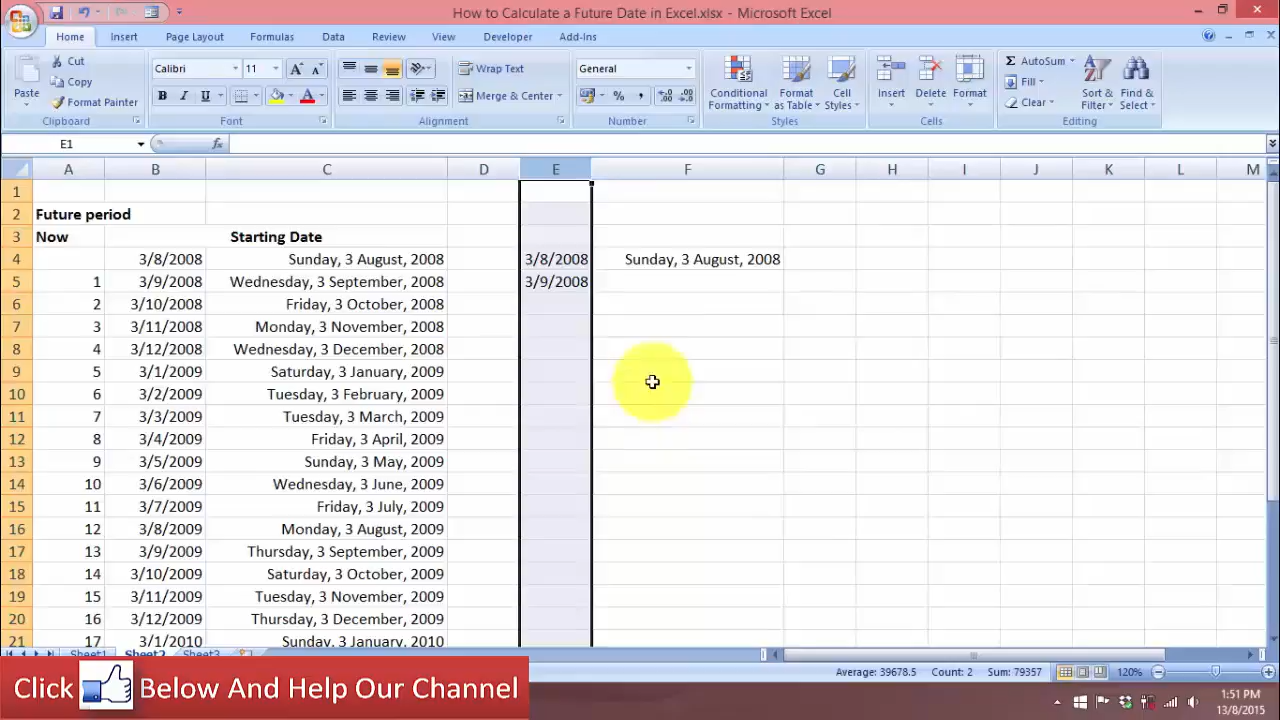 How to Calculate a Future Date in Excel.xlsx - Microsoft Excel
Home Insert Page Layout Formulas Data Review View Developer Add-Ins
Paste
Cut
Copy
Format Painter
Clipboard
Calibri 11
B I U A
Font
Wrap Text
Merge & Center
Alignment
General
% ,
Number
Conditional Formatting
Format as Table
Cell Styles
Styles
Insert Delete Format
Cells
Σ AutoSum
Fill
Clear
Sort & Filter
Find & Select
Editing
E1 fx
A B C D E F G H I J K L M
1
2 Future period
3 Now Starting Date
4 3/8/2008 Sunday, 3 August, 2008 3/8/2008 Sunday, 3 August, 2008
5 1 3/9/2008 Wednesday, 3 September, 2008 3/9/2008
6 2 3/10/2008 Friday, 3 October, 2008
7 3 3/11/2008 Monday, 3 November, 2008
8 4 3/12/2008 Wednesday, 3 December, 2008
9 5 3/1/2009 Saturday, 3 January, 2009
10 6 3/2/2009 Tuesday, 3 February, 2009
11 7 3/3/2009 Tuesday, 3 March, 2009
12 8 3/4/2009 Friday, 3 April, 2009
13 9 3/5/2009 Sunday, 3 May, 2009
14 10 3/6/2009 Wednesday, 3 June, 2009
15 11 3/7/2009 Friday, 3 July, 2009
16 12 3/8/2009 Monday, 3 August, 2009
17 13 3/9/2009 Thursday, 3 September, 2009
18 14 3/10/2009 Saturday, 3 October, 2009
19 15 3/11/2009 Tuesday, 3 November, 2009
20 16 3/12/2009 Thursday, 3 December, 2009
21 17 3/1/2010 Sunday, 3 January, 2010
Sheet1 Sheet2 Sheet3
Average: 39678.5 Count: 2 Sum: 79357 120%
Click Below And Help Our Channel
1:51 PM
13/8/2015